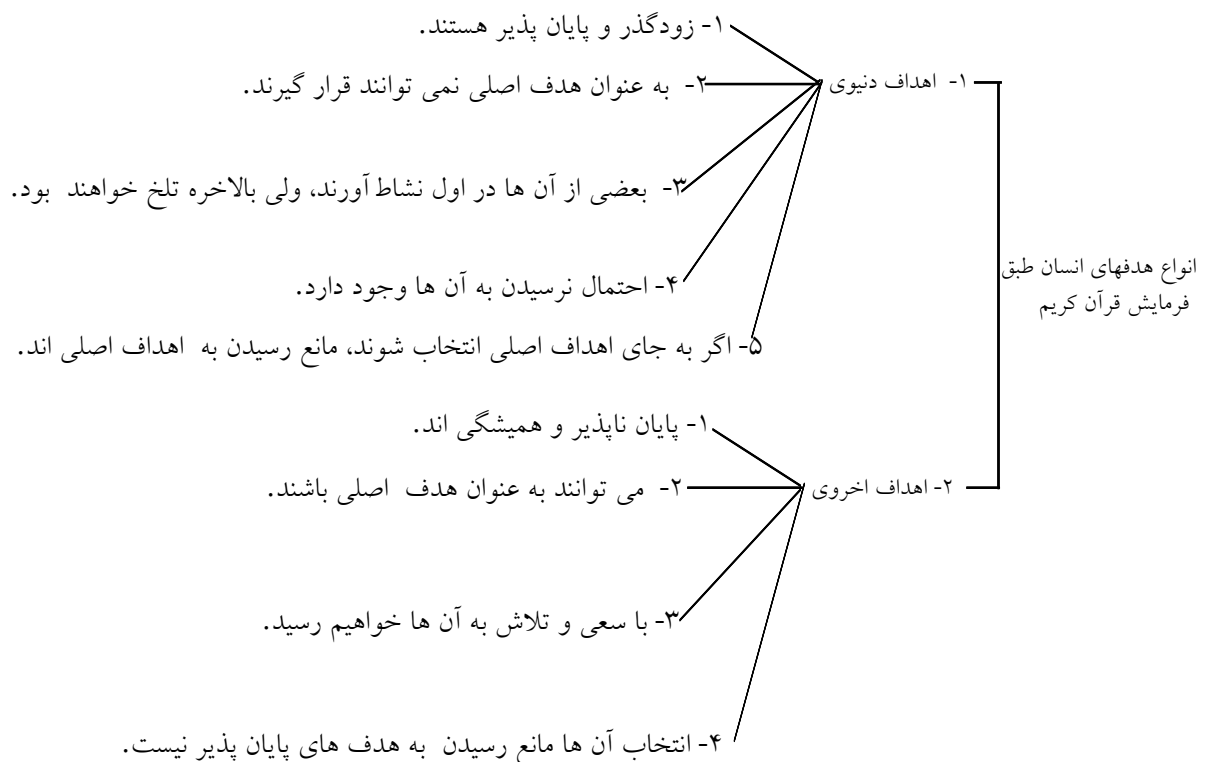 انواع هدفهای انسان طبق
فرمایش قرآن کریم
۱- اهداف دنیوی
۱- زودگذر و پایان پذیر هستند.
۲- به عنوان هدف اصلی نمی توانند قرار گیرند.
۳- بعضی از آن ها در اول نشاط آورند، ولی بالاخره تلخ خواهند بود.
۴- احتمال نرسیدن به آن ها وجود دارد.
۵- اگر به جای اهداف اصلی انتخاب شوند، مانع رسیدن به اهداف اصلی اند.
۲- اهداف اخروی
۱- پایان ناپذیر و همیشگی اند.
۲- می توانند به عنوان هدف اصلی باشند.
۳- با سعی و تلاش به آن ها خواهیم رسید.
۴- انتخاب آن ها مانع رسیدن به هدف های پایان پذیر نیست.